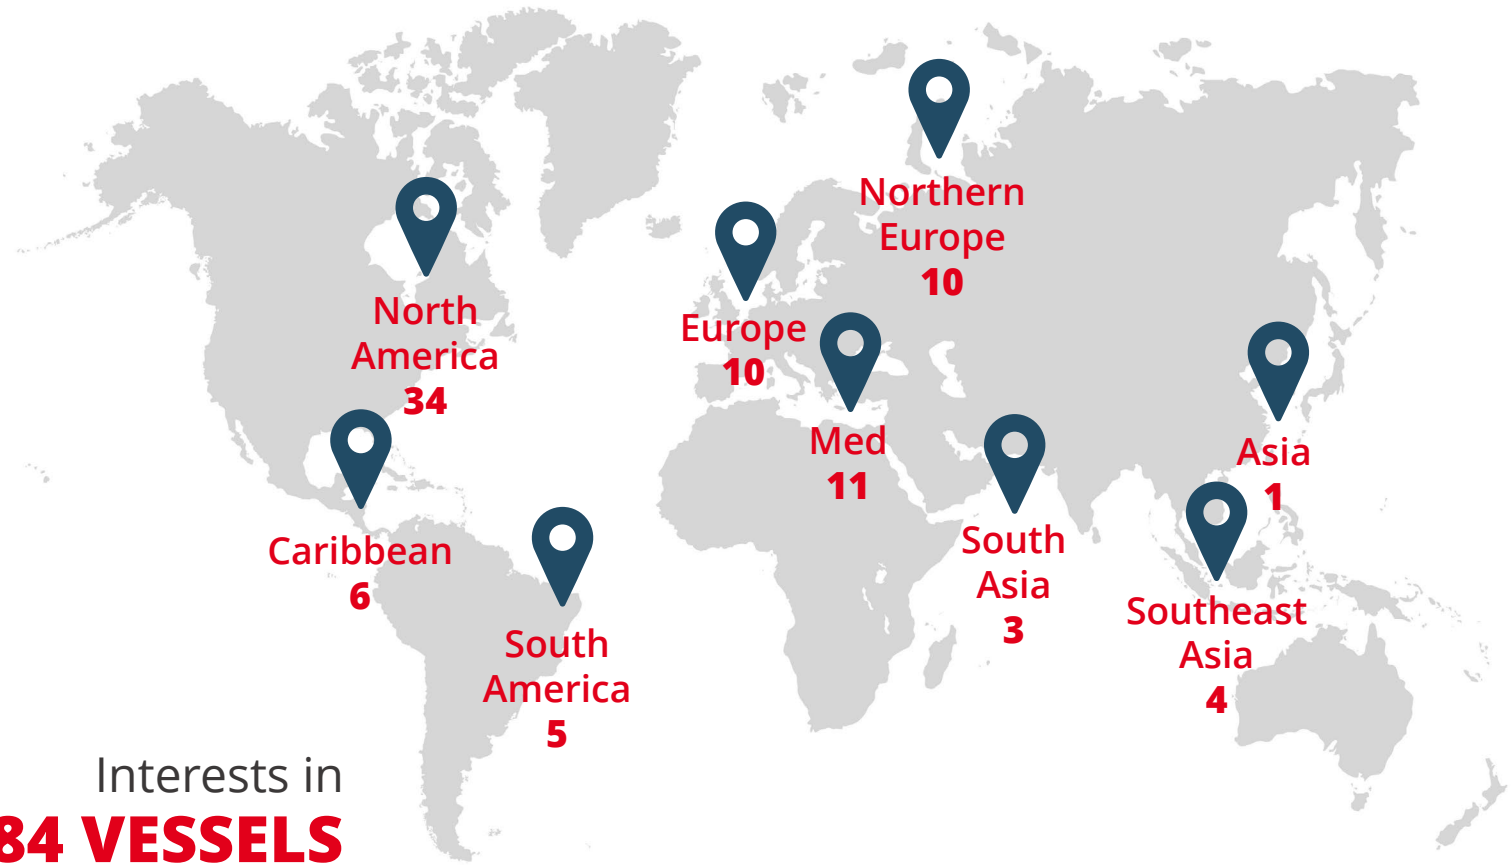 Northern
Europe
10
North
America
34
Europe
10
Med
11
Asia
1
Caribbean
6
South
Asia
3
South
America
5
Southeast
Asia
4
Interests in
84 VESSELS